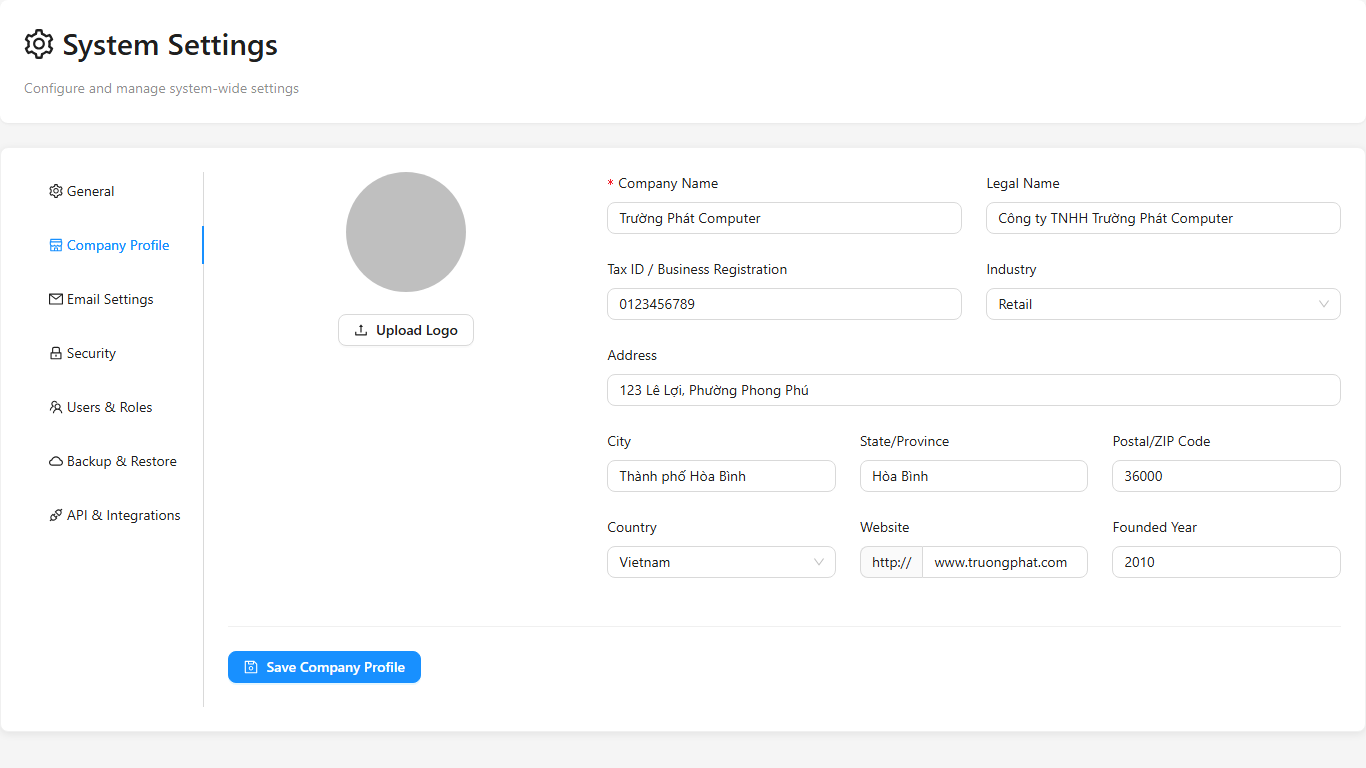 System Settings
Configure and manage system-wide settings
General
Company Profile
Email Settings
Security
Users & Roles
Backup & Restore
API & Integrations
Upload Logo
* Company Name
Legal Name
Trường Phát Computer
Công ty TNHH Trường Phát Computer
Tax ID / Business Registration
Industry
0123456789
Retail
Address
123 Lê Lợi, Phường Phong Phú
City
State/Province
Postal/ZIP Code
Thành phố Hòa Bình
Hòa Bình
36000
Country
Website
Founded Year
Vietnam
http://
www.truongphat.com
2010
Save Company Profile